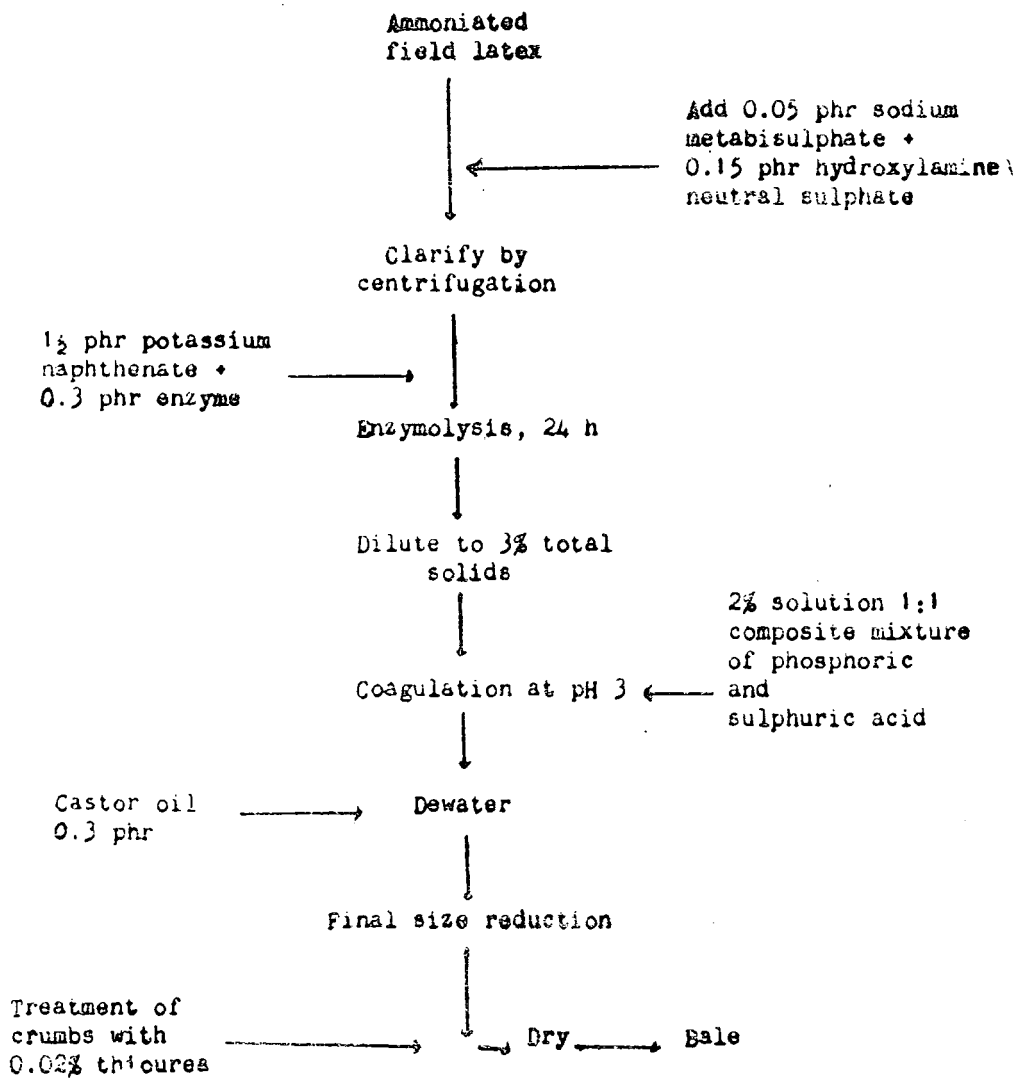 Ammoniated
field latex
Add 0.05 phr sodium
metabisulphate +
0.15 phr hydroxylamine
neutral sulphate
Clarify by
centrifugation
1½ phr potassium
naphthenate +
0.3 phr enzyme
Enzymolysis, 24 h
Dilute to 3% total
solids
2% solution 1:1
composite mixture
of phosphoric
and
sulphuric acid
Coagulation at pH 3
Castor oil
0.3 phr
Dewater
Final size reduction
Treatment of
crumbs with
0.02% thiourea
Dry
Bale